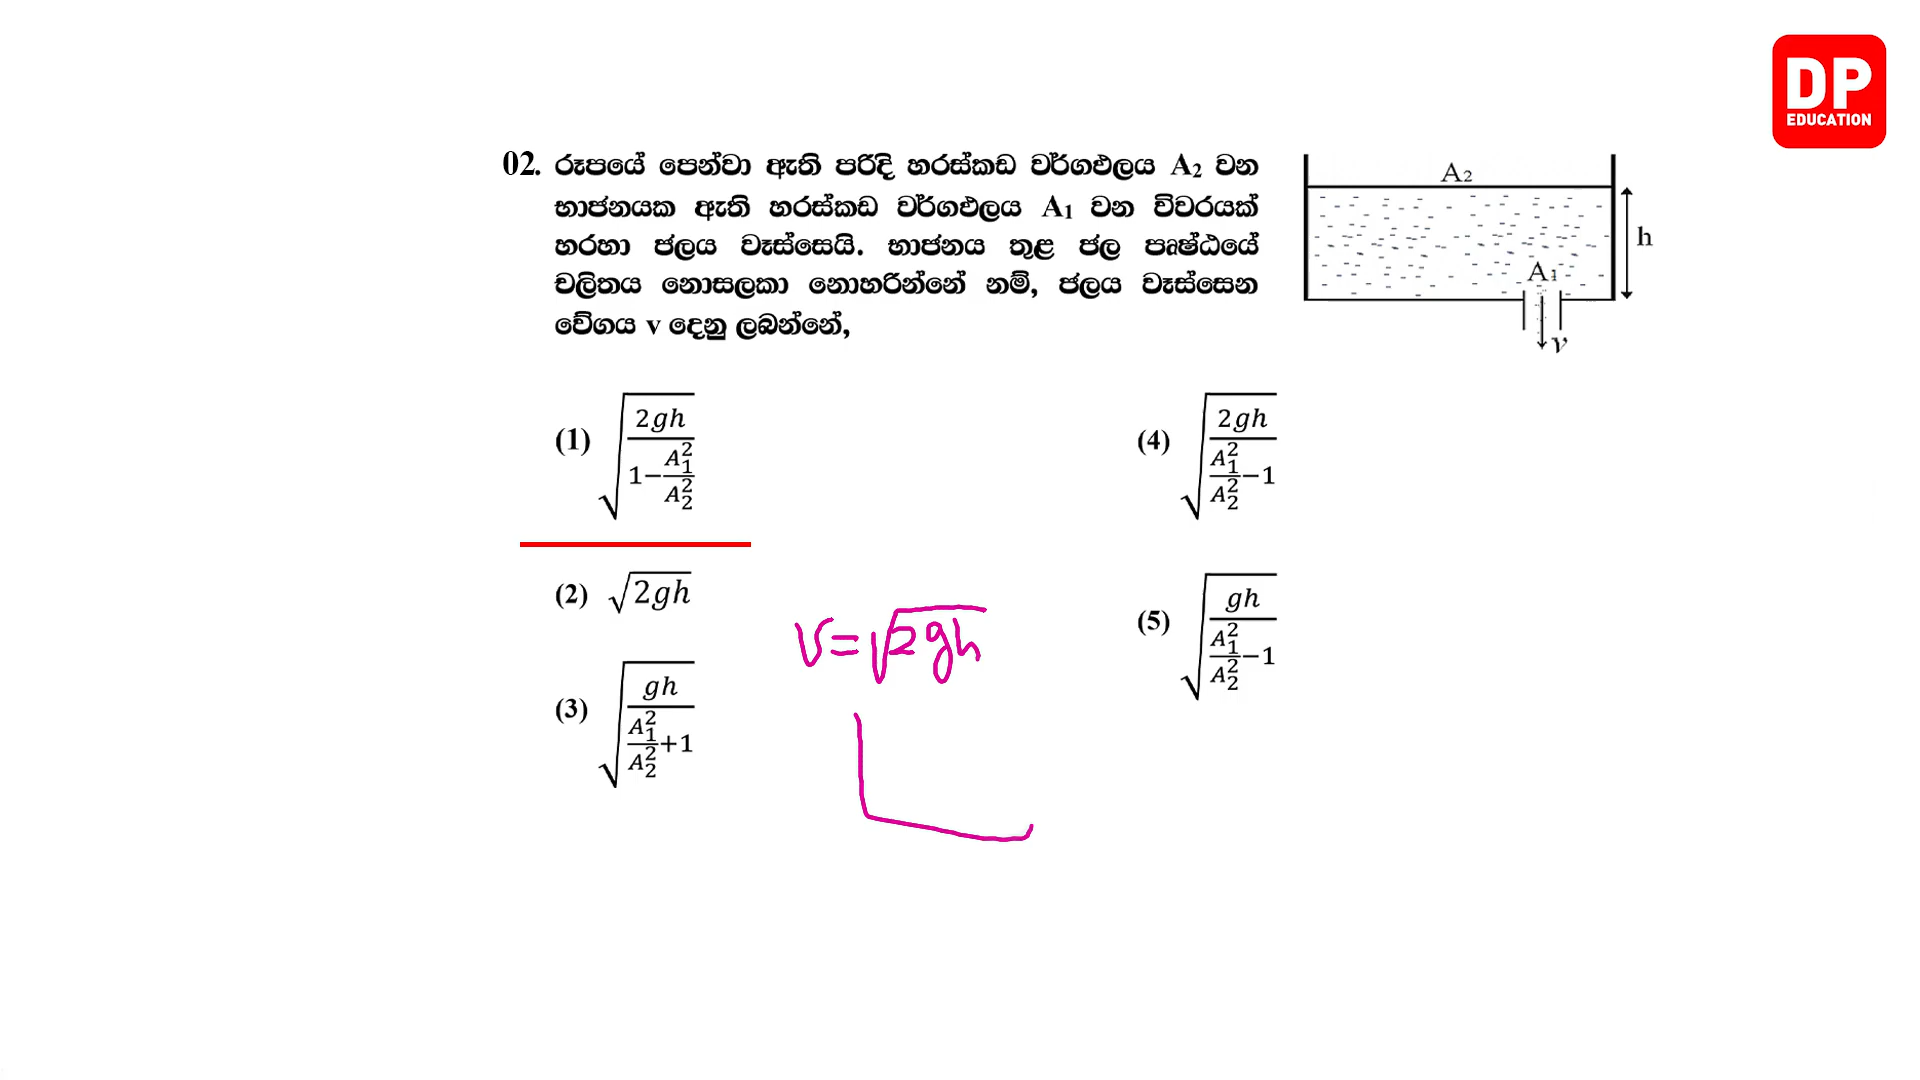 DP
EDUCATION
02. රූපයේ පෙන්වා ඇති පරිදි හරස්කඩ වර්ගඵලය A₂ වන
භාජනයක ඇති හරස්කඩ වර්ගඵලය A₁ වන විවරයක්
හරහා ජලය වෑස්සෙයි. භාජනය තුළ ජල පෘෂ්ඨයේ
චලිතය නොසලකා නොහරින්නේ නම්, ජලය වෑස්සෙන
වේගය v දෙනු ලබන්නේ,
A₂
h
A₁
v
(1) √(2gh/(1−A₁²/A₂²))
(2) √2gh
(3) √(gh/(A₁²/A₂²+1))
(4) √(2gh/(A₁²/A₂²−1))
(5) √(gh/(A₁²/A₂²−1))
v=√2gh